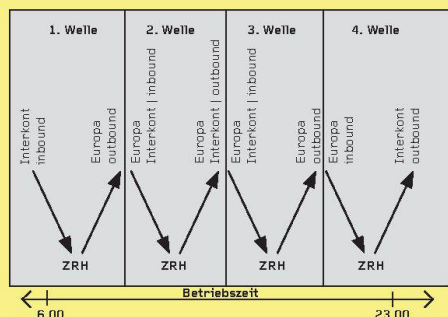 1. Welle
2. Welle
3. Welle
4. Welle
Interkont
inbound
Europa
outbound
Europa
Interkont | inbound
Europa
Interkont | outbound
Europa
Interkont | inbound
Europa
outbound
Europa
inbound
Interkont
outbound
ZRH
ZRH
ZRH
ZRH
Betriebszeit
6.00
23.00